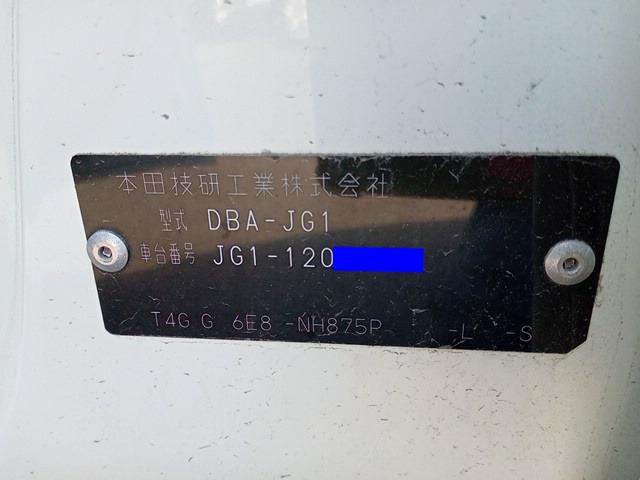 本田技研工業株式会社
型式 DBA-JG1
車台番号 JG1-120
T4G G 6E8 -NH875P -L -S